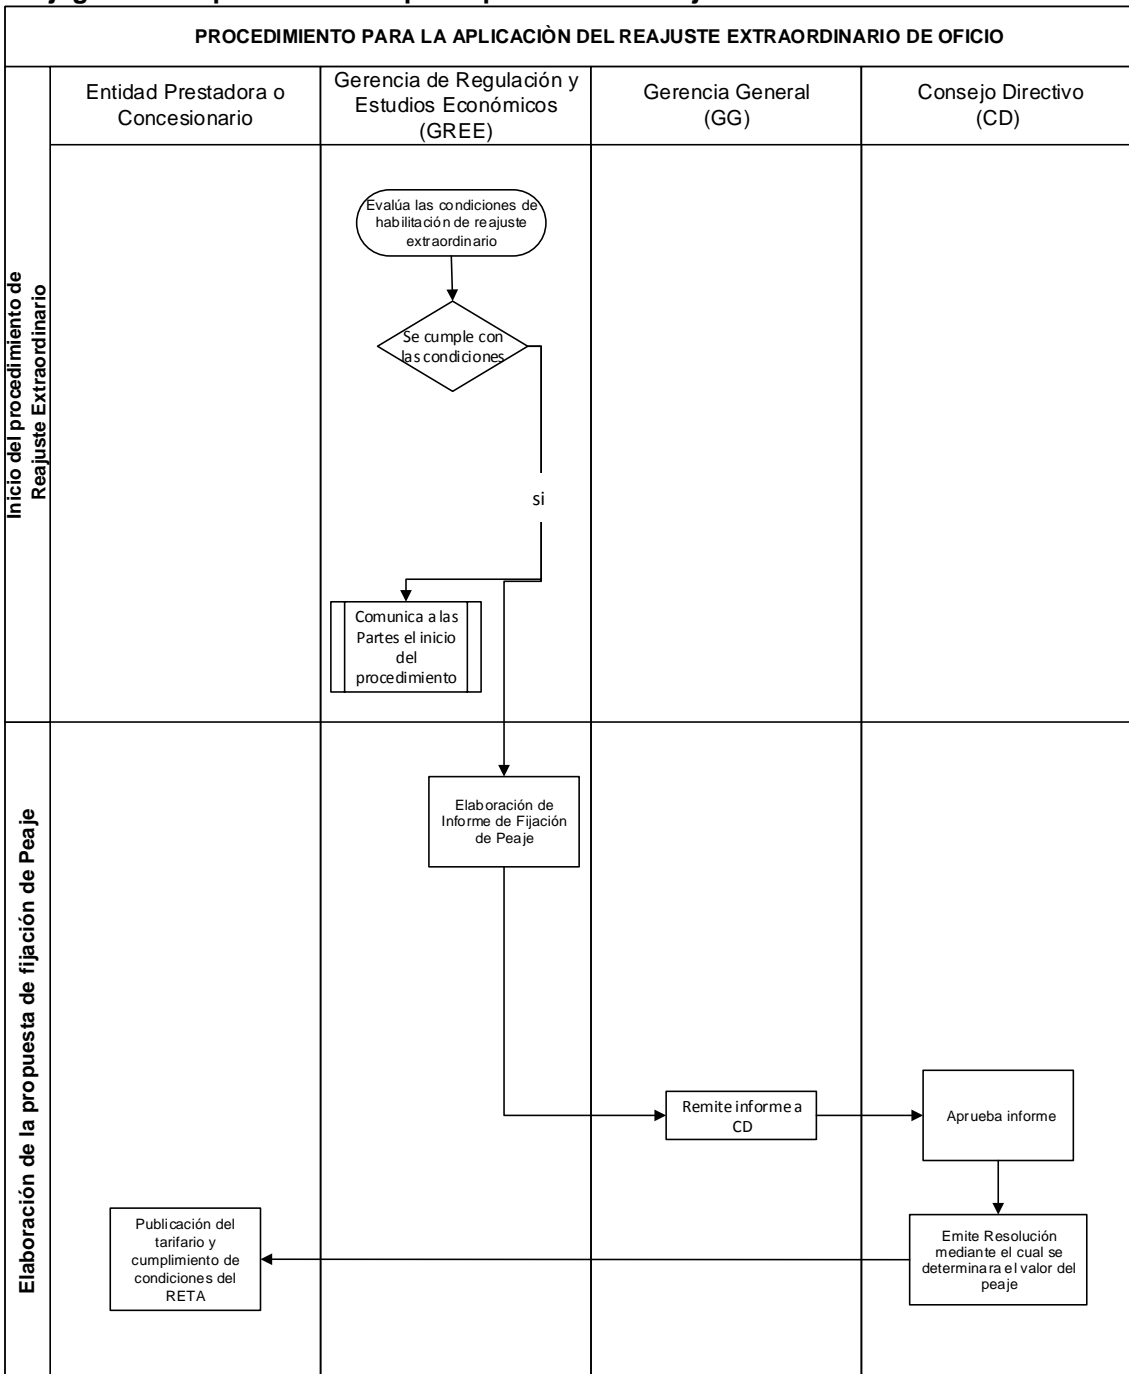 PROCEDIMIENTO PARA LA APLICACIÒN DEL REAJUSTE EXTRAORDINARIO DE OFICIO
Entidad Prestadora o
Concesionario
Gerencia de Regulación y
Estudios Económicos
(GREE)
Gerencia General
(GG)
Consejo Directivo
(CD)
Inicio del procedimiento de
Reajuste Extraordinario
Evalúa las condiciones de
habilitación de reajuste
extraordinario
Se cumple con
las condiciones
si
Comunica a las
Partes el inicio
del
procedimiento
Elaboración de la propuesta de fijación de Peaje
Elaboración de
Informe de Fijación
de Peaje
Remite informe a
CD
Aprueba informe
Emite Resolución
mediante el cual se
determinara el valor del
peaje
Publicación del
tarifario y
cumplimiento de
condiciones del
RETA